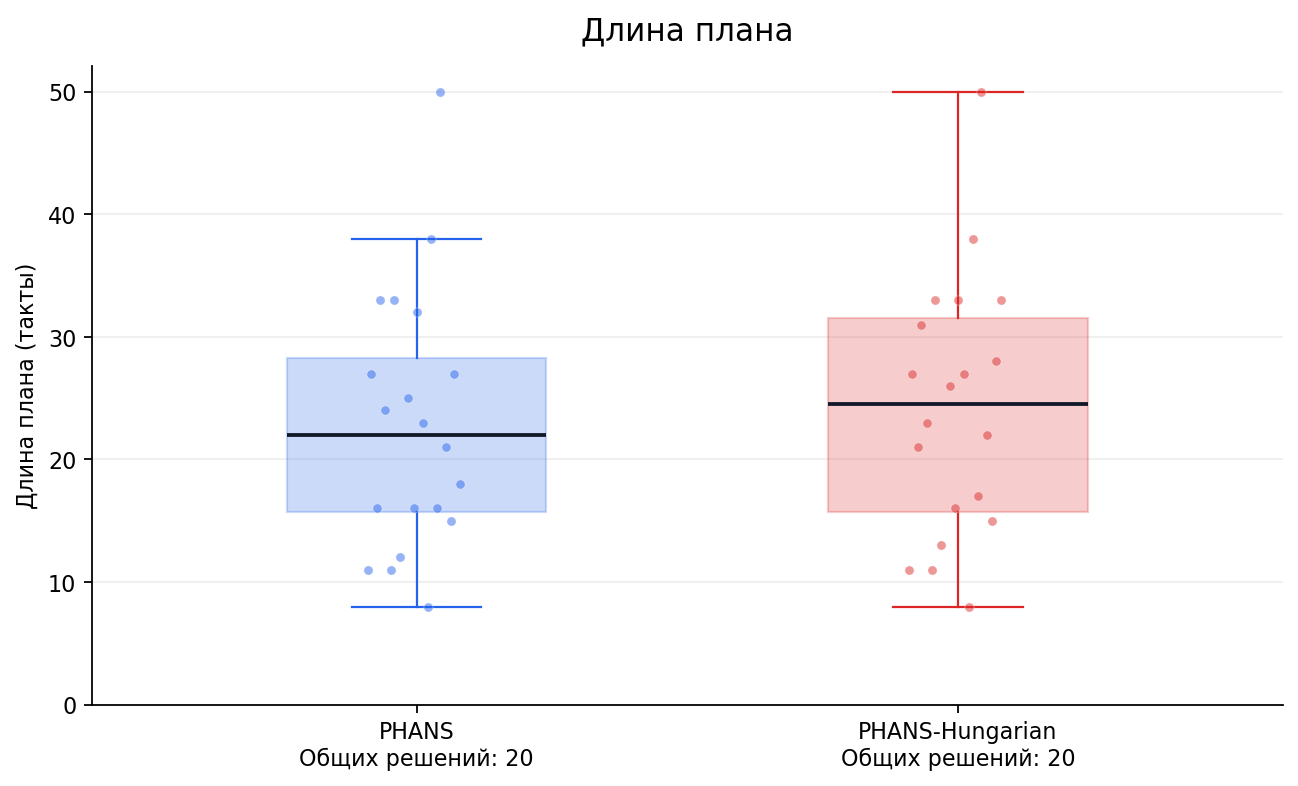 Длина плана
Длина плана (такты)
50
40
30
20
10
0
PHANS
Общих решений: 20
PHANS-Hungarian
Общих решений: 20